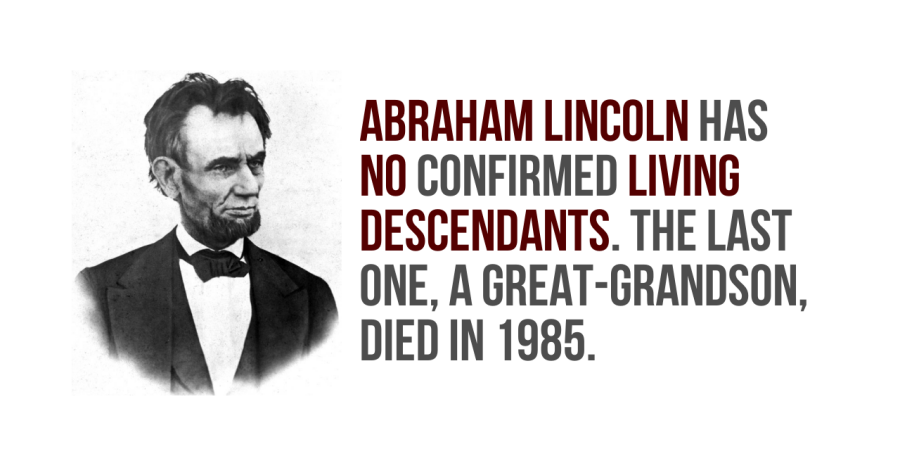 ABRAHAM LINCOLN HAS
NO CONFIRMED LIVING
DESCENDANTS. THE LAST
ONE, A GREAT-GRANDSON,
DIED IN 1985.